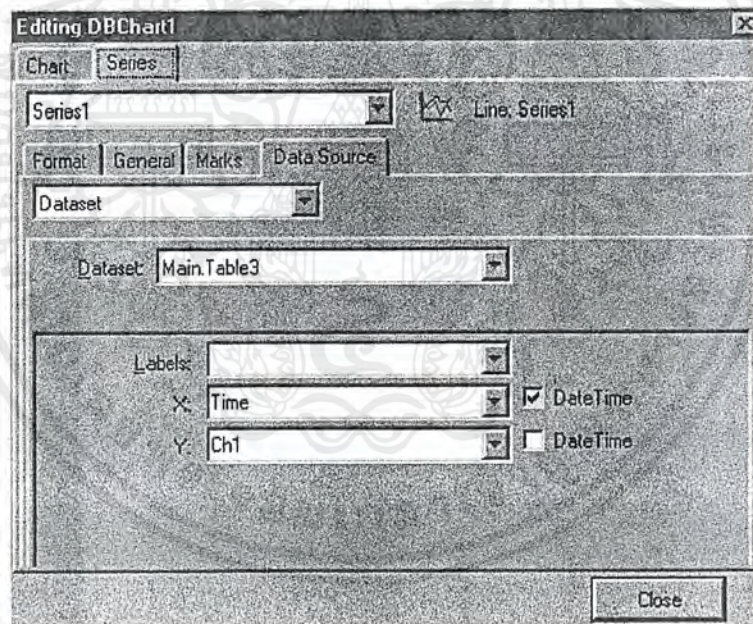 Editing DBChart1
Chart Series
Series1 Line: Series1
Format General Marks Data Source
Dataset
Dataset: Main.Table3
Labels:
X: Time DateTime
Y: Ch1 DateTime
Close